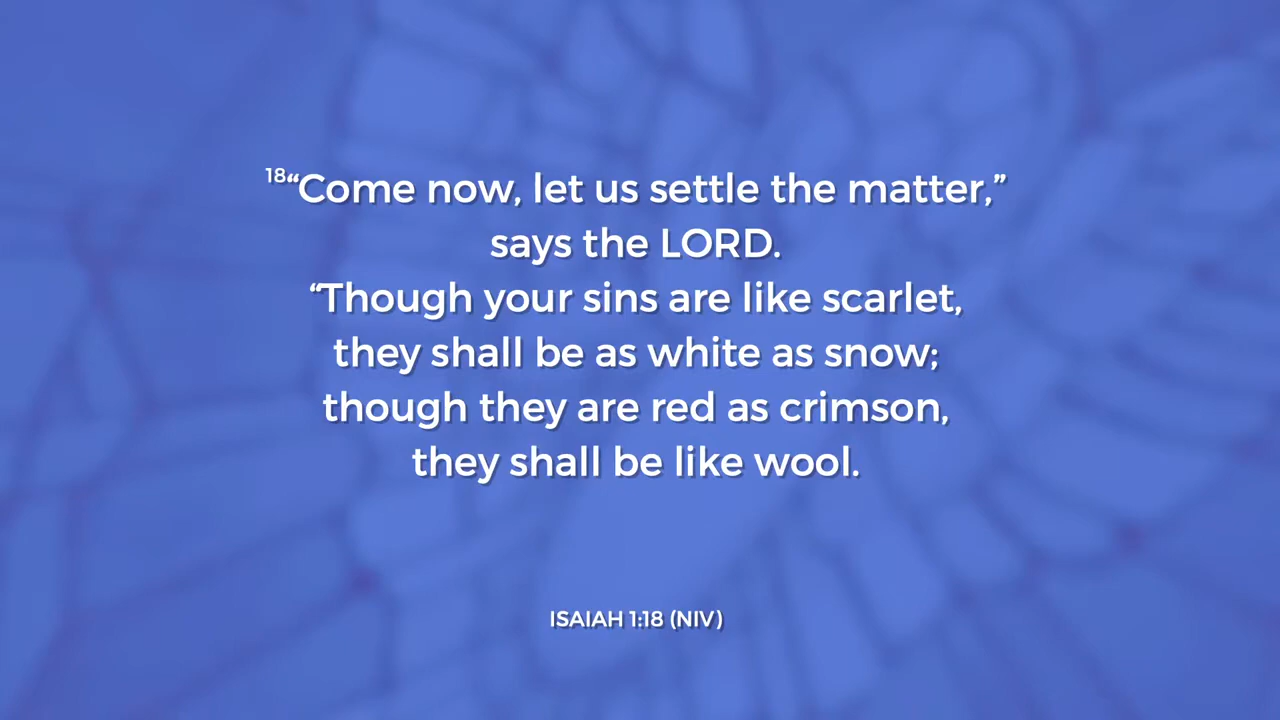 18“Come now, let us settle the matter,”
says the LORD.
“Though your sins are like scarlet,
they shall be as white as snow;
though they are red as crimson,
they shall be like wool.
ISAIAH 1:18 (NIV)